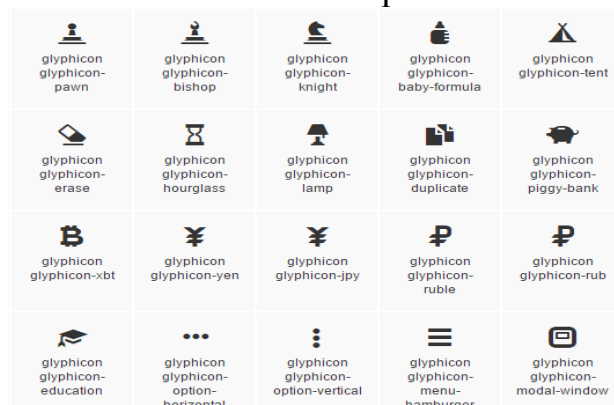 glyphicon
glyphicon-
pawn
glyphicon
glyphicon-
bishop
glyphicon
glyphicon-
knight
glyphicon
glyphicon-
baby-formula
glyphicon
glyphicon-tent
glyphicon
glyphicon-
erase
glyphicon
glyphicon-
hourglass
glyphicon
glyphicon-
lamp
glyphicon
glyphicon-
duplicate
glyphicon
glyphicon-
piggy-bank
glyphicon
glyphicon-xbt
glyphicon
glyphicon-yen
glyphicon
glyphicon-jpy
glyphicon
glyphicon-
ruble
glyphicon
glyphicon-rub
glyphicon
glyphicon-
education
glyphicon
glyphicon-
option-
horizontal
glyphicon
glyphicon-
option-vertical
glyphicon
glyphicon-
menu-
hamburger
glyphicon
glyphicon-
modal-window